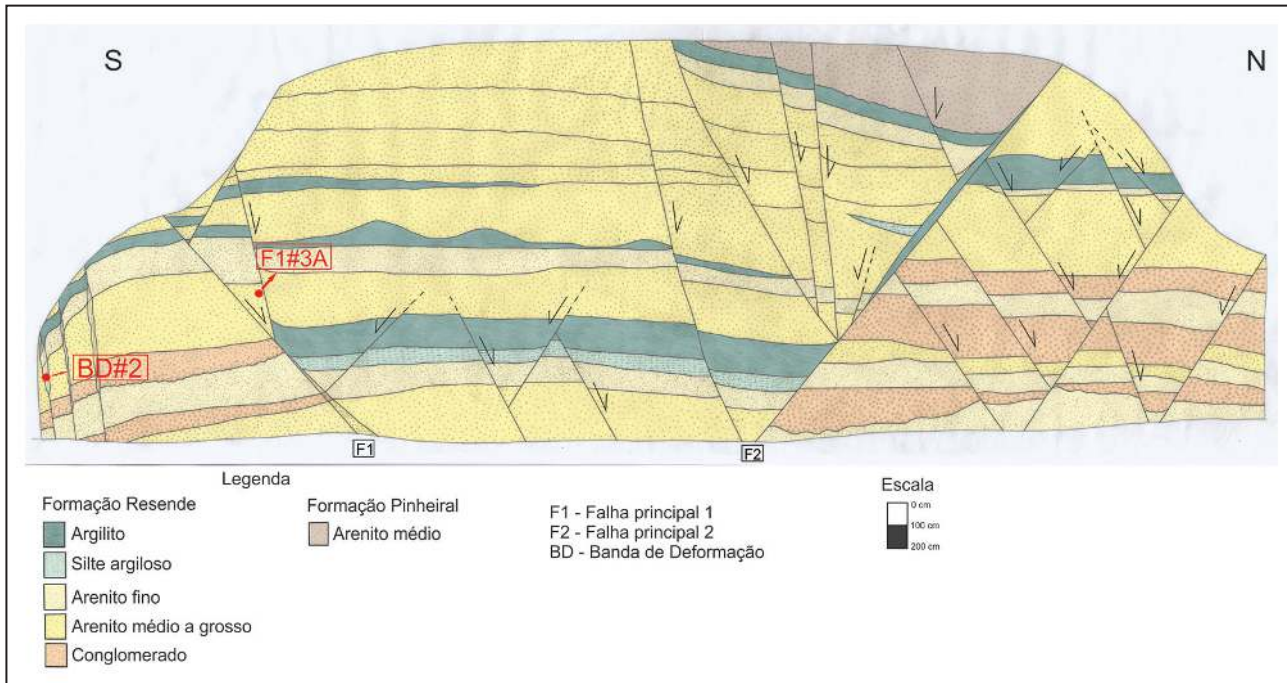 S
N
F1#3A
BD#2
F1
F2
Legenda
Formação Resende
Argilito
Silte argiloso
Arenito fino
Arenito médio a grosso
Conglomerado
Formação Pinheiral
Arenito médio
F1 - Falha principal 1
F2 - Falha principal 2
BD - Banda de Deformação
Escala
0 cm
100 cm
200 cm